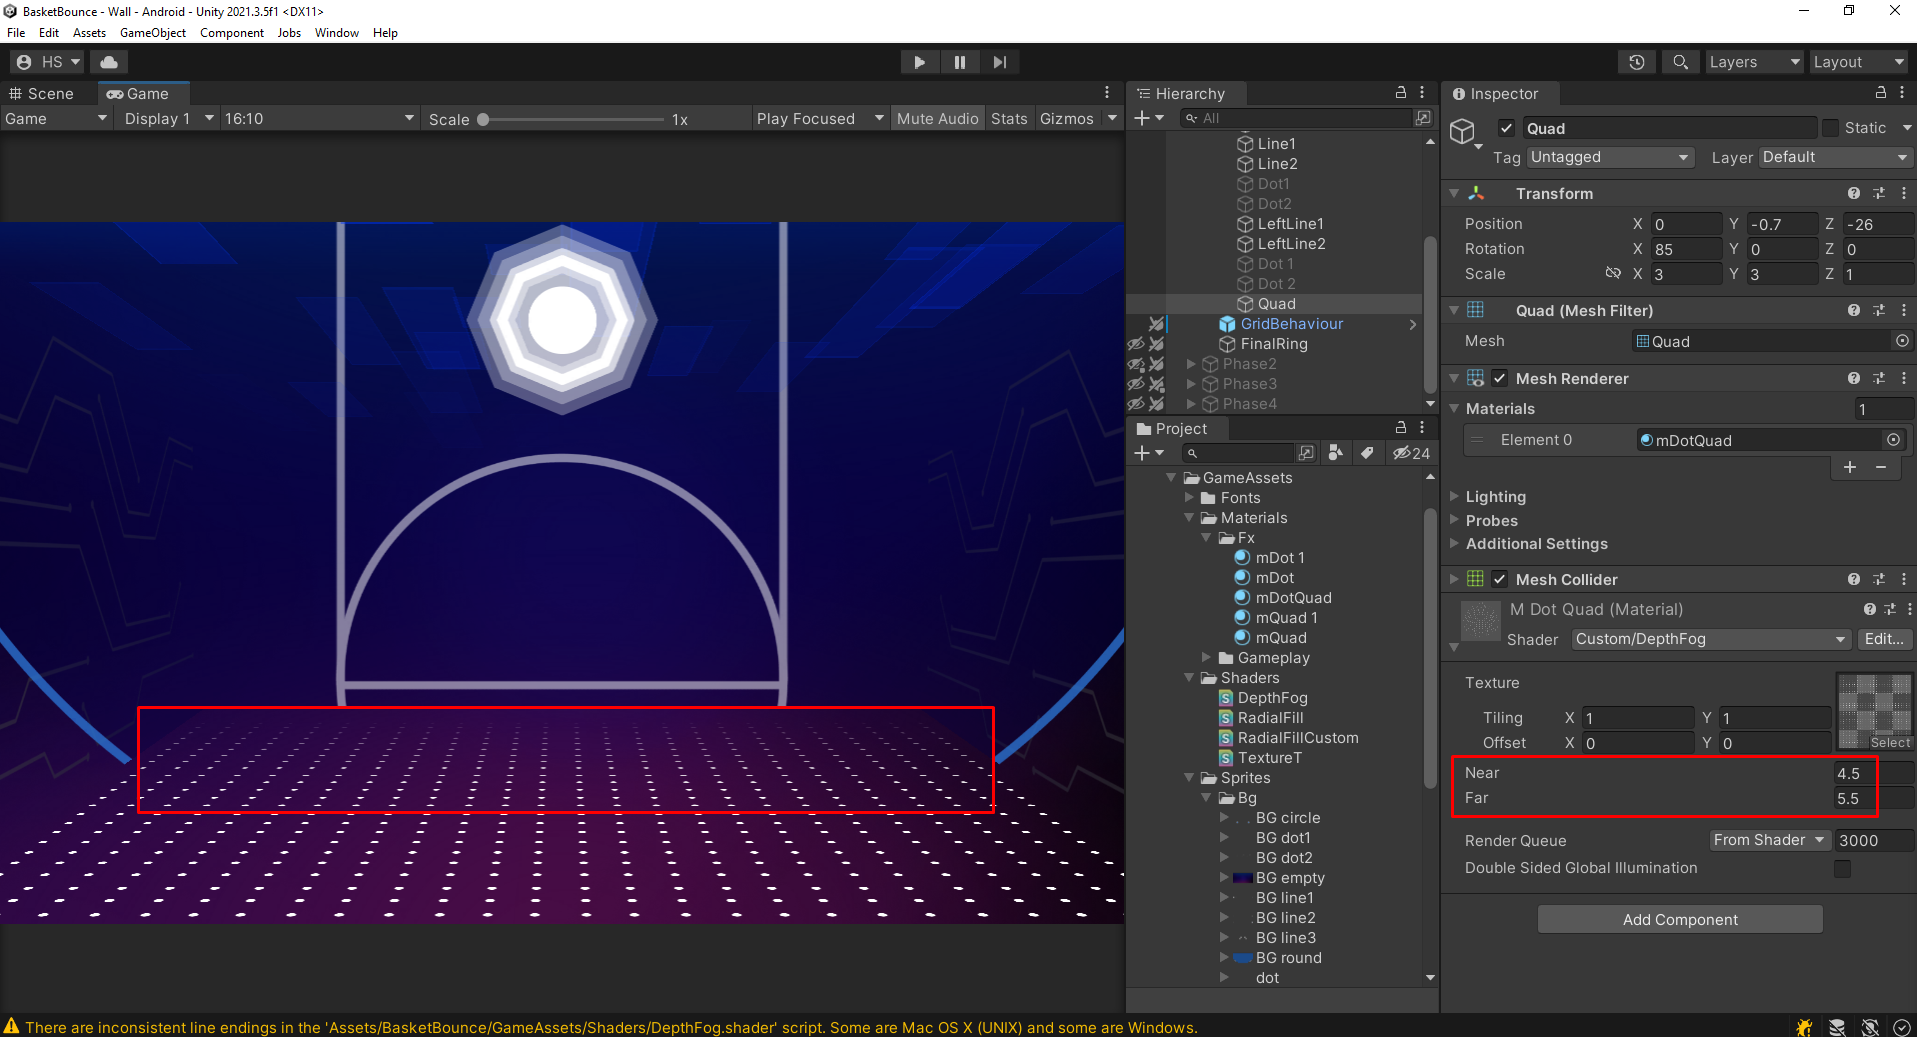 BasketBounce - Wall - Android - Unity 2021.3.5f1 <DX11>
File Edit Assets GameObject Component Jobs Window Help
HS
Layers
Layout
Scene
Game
Game
Display 1
16:10
Scale
1x
Play Focused
Mute Audio
Stats
Gizmos
Hierarchy
All
Line1
Line2
Dot1
Dot2
LeftLine1
LeftLine2
Dot 1
Dot 2
Quad
GridBehaviour
FinalRing
Phase2
Phase3
Phase4
Project
24
GameAssets
Fonts
Materials
Fx
mDot 1
mDot
mDotQuad
mQuad 1
mQuad
Gameplay
Shaders
DepthFog
RadialFill
RadialFillCustom
TextureT
Sprites
Bg
BG circle
BG dot1
BG dot2
BG empty
BG line1
BG line2
BG line3
BG round
dot
Inspector
Quad
Static
Tag Untagged
Layer Default
Transform
Position X 0 Y -0.7 Z -26
Rotation X 85 Y 0 Z 0
Scale X 3 Y 3 Z 1
Quad (Mesh Filter)
Mesh Quad
Mesh Renderer
Materials 1
Element 0 mDotQuad
Lighting
Probes
Additional Settings
Mesh Collider
M Dot Quad (Material)
Shader Custom/DepthFog Edit...
Texture
Tiling X 1 Y 1
Offset X 0 Y 0
Select
Near 4.5
Far 5.5
Render Queue From Shader 3000
Double Sided Global Illumination
Add Component
There are inconsistent line endings in the 'Assets/BasketBounce/GameAssets/Shaders/DepthFog.shader' script. Some are Mac OS X (UNIX) and some are Windows.